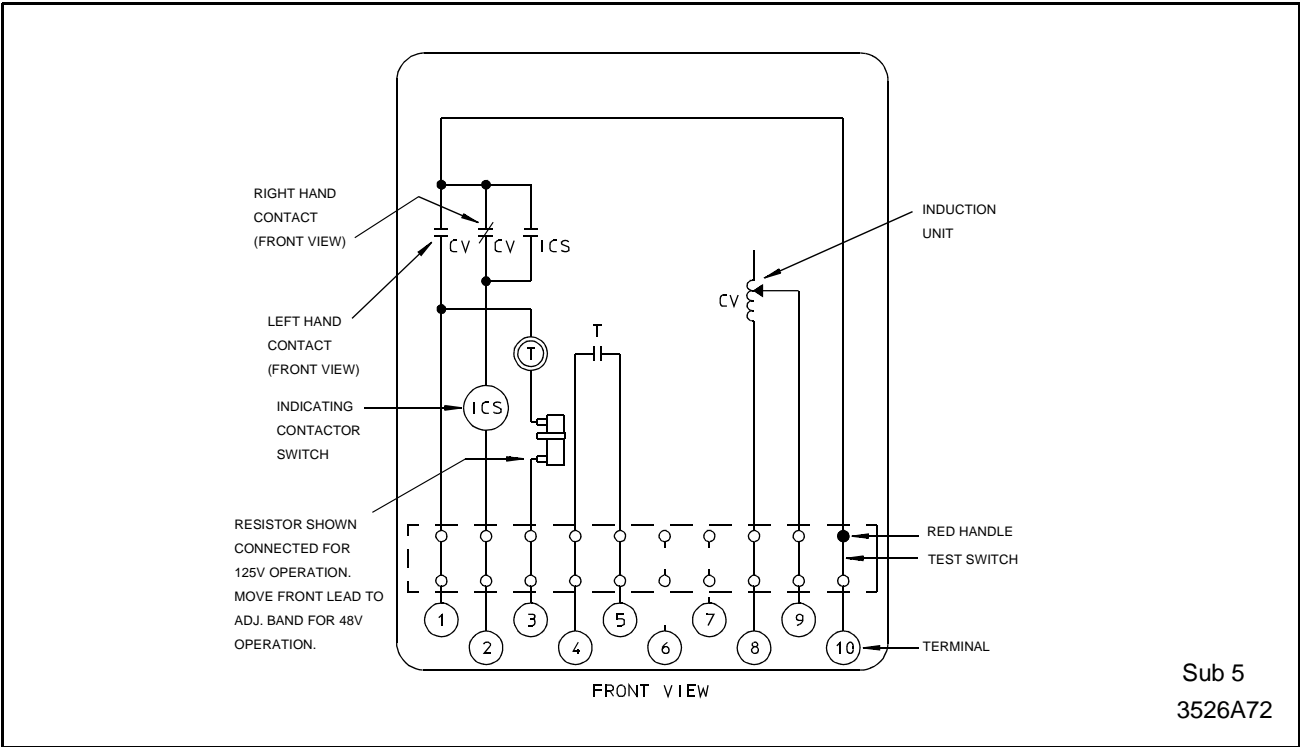 RIGHT HAND
CONTACT
(FRONT VIEW)
CV
CV
ICS
LEFT HAND
CONTACT
(FRONT VIEW)
T
T
CV
INDUCTION
UNIT
INDICATING
CONTACTOR
SWITCH
ICS
RESISTOR SHOWN
CONNECTED FOR
125V OPERATION.
MOVE FRONT LEAD TO
ADJ. BAND FOR 48V
OPERATION.
RED HANDLE
TEST SWITCH
1
2
3
4
5
6
7
8
9
10
TERMINAL
FRONT VIEW
Sub 5
3526A72